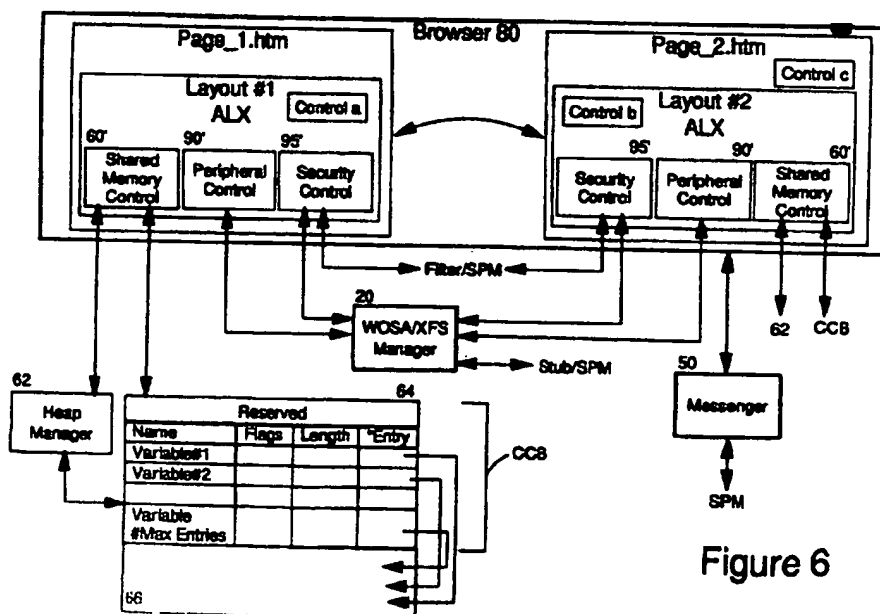 Browser 80
Page_1.htm
Layout #1
ALX
Control a
60'
90'
95'
Shared
Memory
Control
Peripheral
Control
Security
Control
Page_2.htm
Control c
Layout #2
ALX
Control b
95'
90'
60'
Security
Control
Peripheral
Control
Shared
Memory
Control
Filter/SPM
20
WOSA/XFS
Manager
Stub/SPM
62
CCB
50
Messenger
SPM
62
Heap
Manager
64
Reserved
Name Flags Length *Entry
Variable#1
Variable#2
Variable
#Max Entries
66
CCB
Figure 6